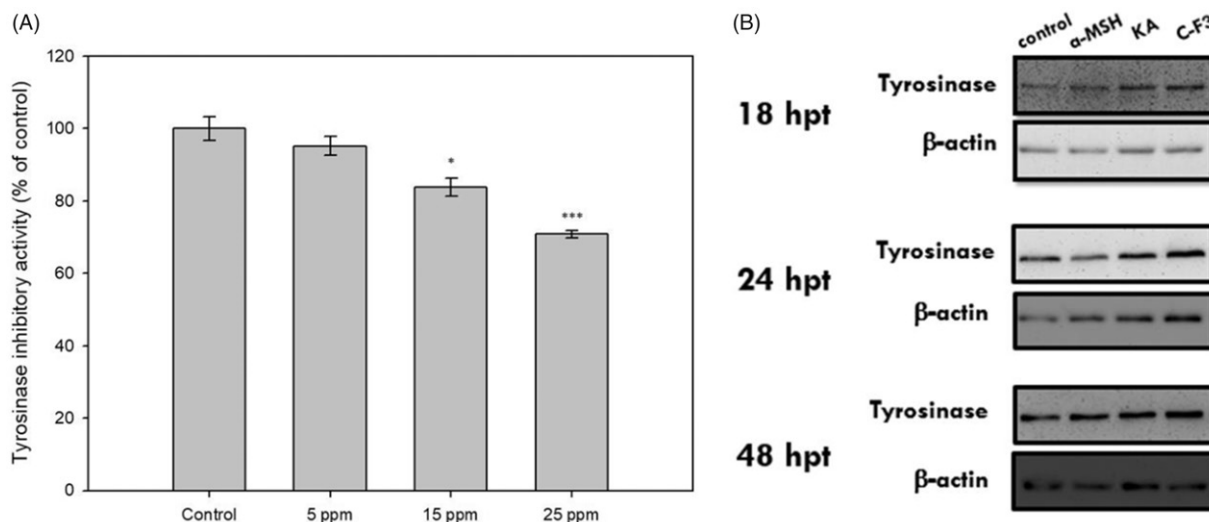 (A)
Tyrosinase inhibitory activity (% of control)
120
100
80
60
40
20
0
*
***
Control 5 ppm 15 ppm 25 ppm
(B)
control α-MSH KA C-F3
18 hpt
Tyrosinase
β-actin
24 hpt
Tyrosinase
β-actin
48 hpt
Tyrosinase
β-actin